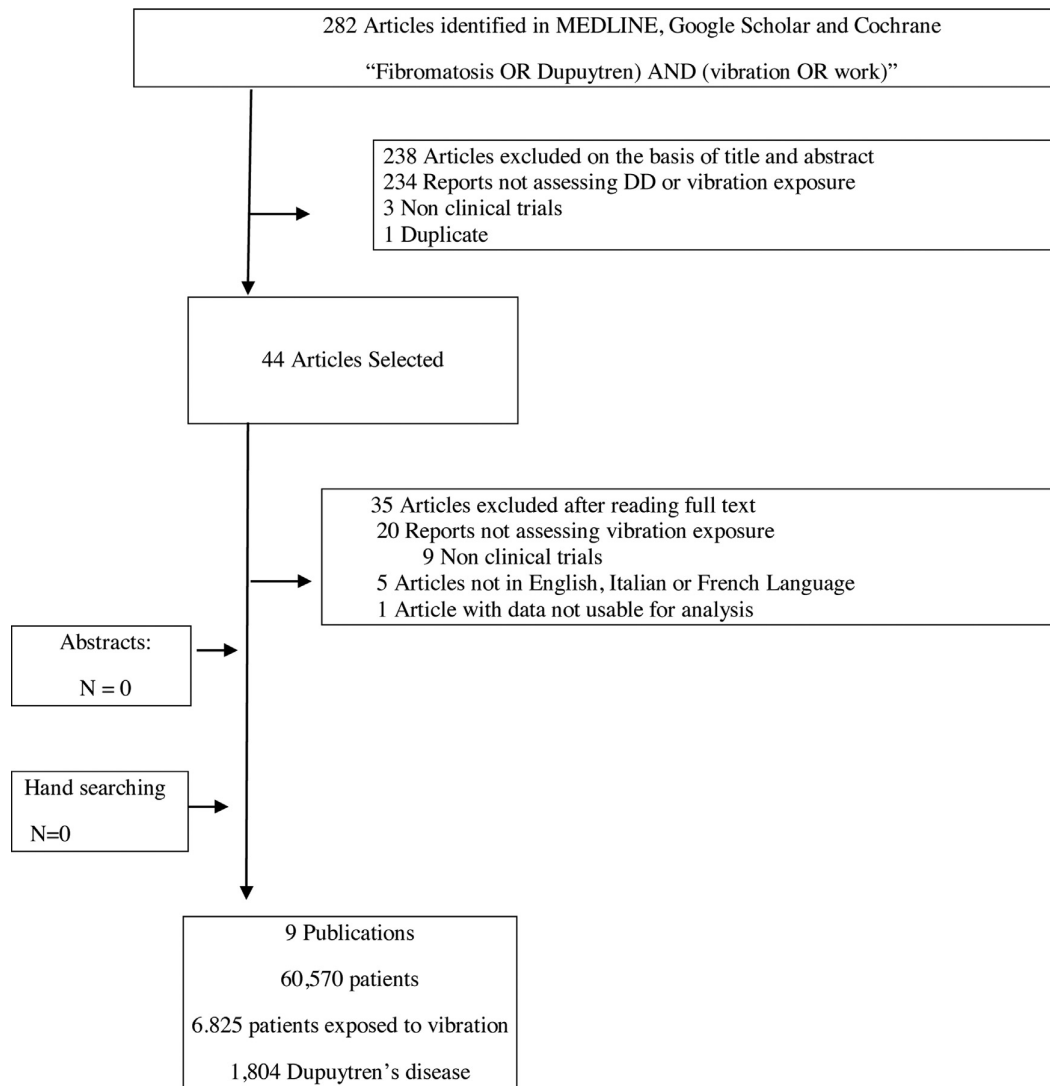 282 Articles identified in MEDLINE, Google Scholar and Cochrane
“Fibromatosis OR Dupuytren) AND (vibration OR work)”
238 Articles excluded on the basis of title and abstract
234 Reports not assessing DD or vibration exposure
3 Non clinical trials
1 Duplicate
44 Articles Selected
35 Articles excluded after reading full text
20 Reports not assessing vibration exposure
9 Non clinical trials
5 Articles not in English, Italian or French Language
1 Article with data not usable for analysis
Abstracts:
N = 0
Hand searching
N=0
9 Publications
60,570 patients
6.825 patients exposed to vibration
1,804 Dupuytren’s disease